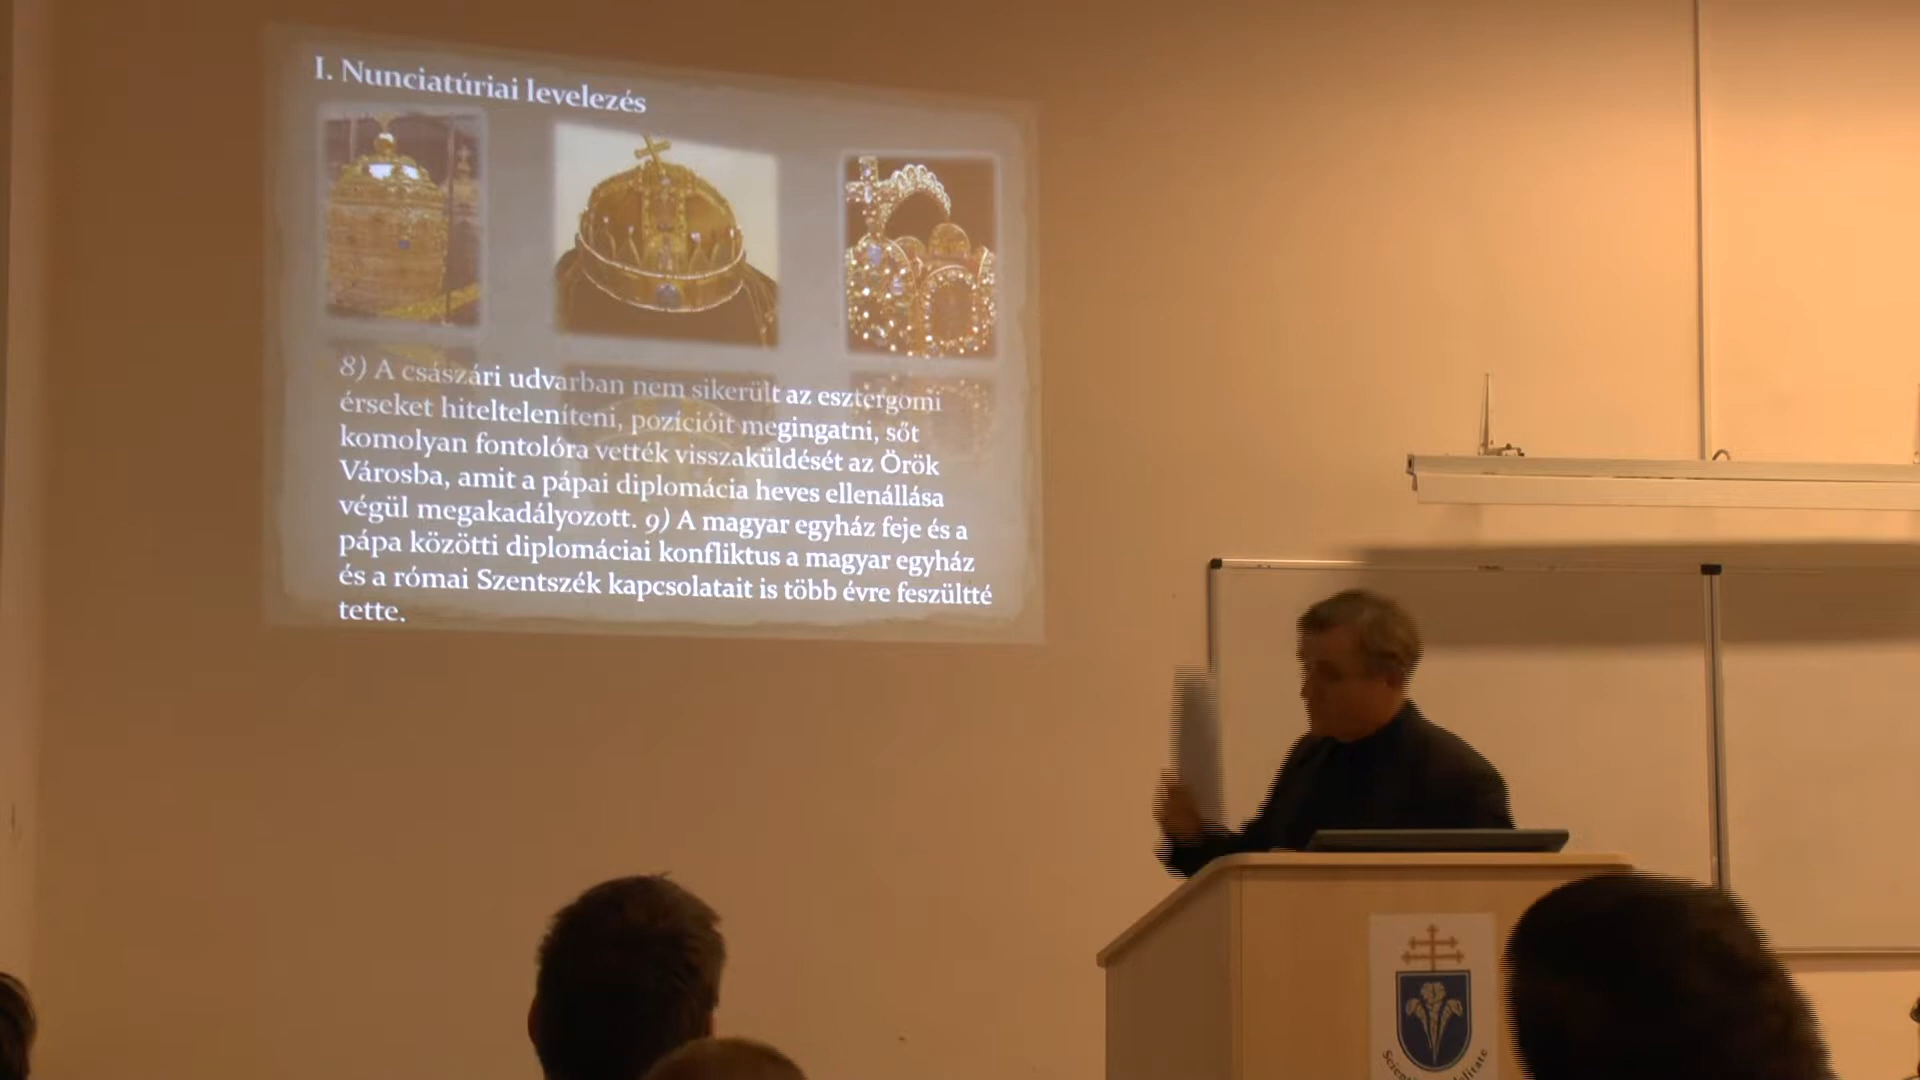 I. Nunciatúriai levelezés
8) A császári udvarban nem sikerült az esztergomi
érseket hitelteleníteni, pozícióit megingatni, sőt
komolyan fontolóra vették visszaküldését az Örök
Városba, amit a pápai diplomácia heves ellenállása
végül megakadályozott. 9) A magyar egyház feje és a
pápa közötti diplomáciai konfliktus a magyar egyház
és a római Szentszék kapcsolatait is több évre feszültté
tette.